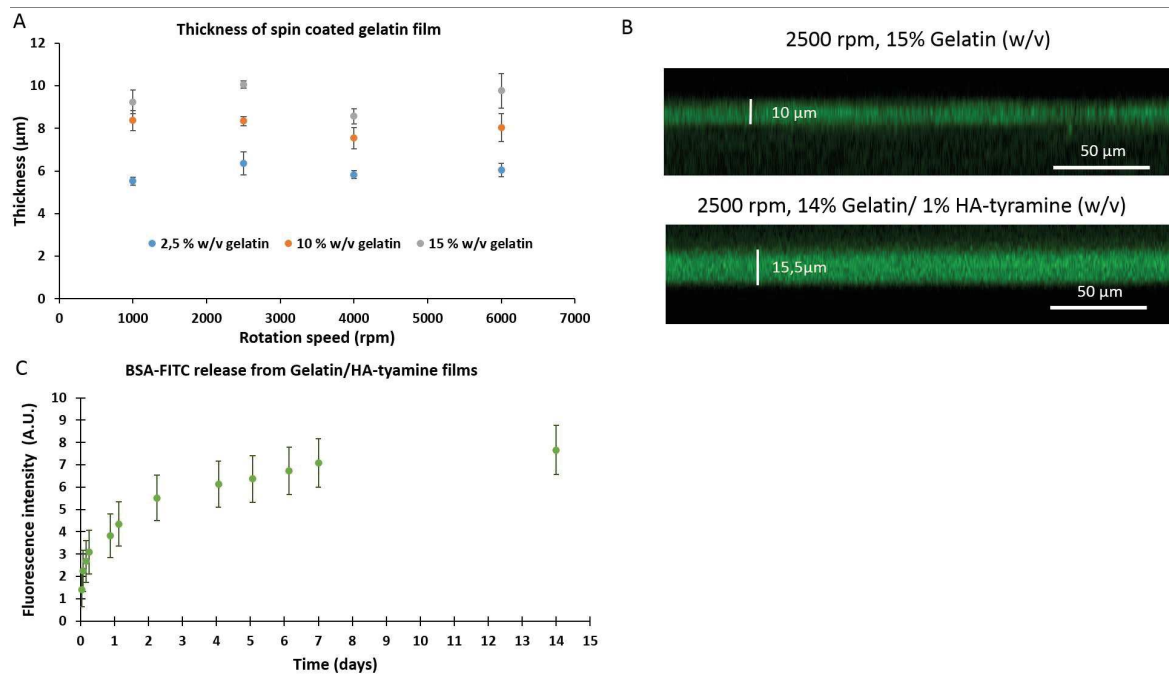 A
Thickness of spin coated gelatin film
12
10
8
6
4
2
0
Thickness (µm)
2,5 % w/v gelatin 10 % w/v gelatin 15 % w/v gelatin
0 1000 2000 3000 4000 5000 6000 7000
Rotation speed (rpm)
B
2500 rpm, 15% Gelatin (w/v)
10 µm
50 µm
2500 rpm, 14% Gelatin/ 1% HA-tyramine (w/v)
15,5µm
50 µm
C
BSA-FITC release from Gelatin/HA-tyamine films
10
9
8
7
6
5
4
3
2
1
0
Fluorescence intensity (A.U.)
0 1 2 3 4 5 6 7 8 9 10 11 12 13 14 15
Time (days)